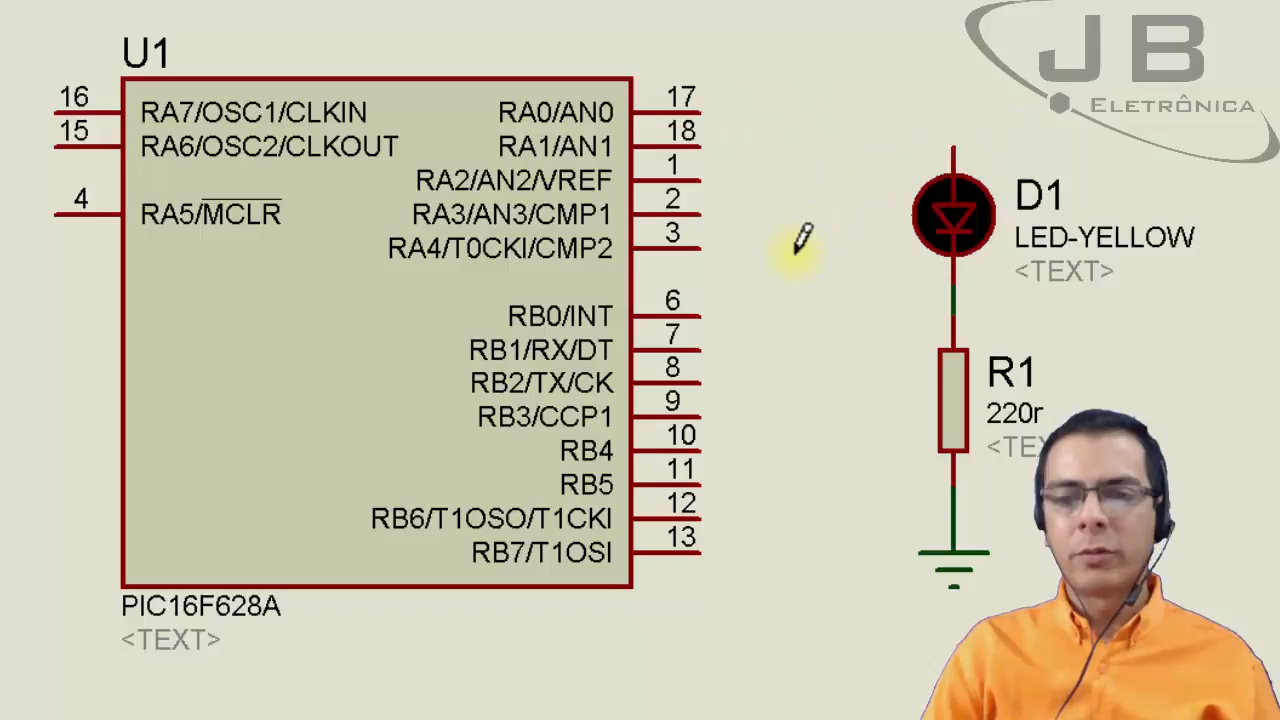 U1
16
15
4
RA7/OSC1/CLKIN
RA6/OSC2/CLKOUT
RA5/MCLR
RA0/AN0
RA1/AN1
RA2/AN2/VREF
RA3/AN3/CMP1
RA4/T0CKI/CMP2
RB0/INT
RB1/RX/DT
RB2/TX/CK
RB3/CCP1
RB4
RB5
RB6/T1OSO/T1CKI
RB7/T1OSI
17
18
1
2
3
6
7
8
9
10
11
12
13
PIC16F628A
<TEXT>
JB
ELETRÔNICA
D1
LED-YELLOW
<TEXT>
R1
220r